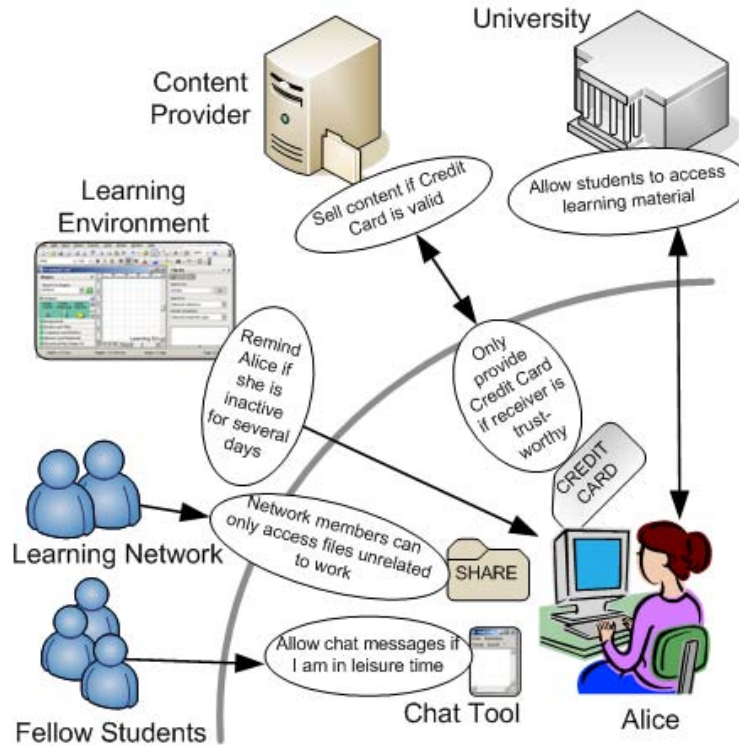 University
Content
Provider
Sell content if Credit
Card is valid
Allow students to access
learning material
Learning
Environment
Remind
Alice if
she is
inactive
for several
days
Only
provide
Credit Card
if receiver is
trust-
worthy
CREDIT
CARD
Learning Network
Network members can
only access files unrelated
to work
SHARE
Fellow Students
Allow chat messages if
I am in leisure time
Chat Tool
Alice